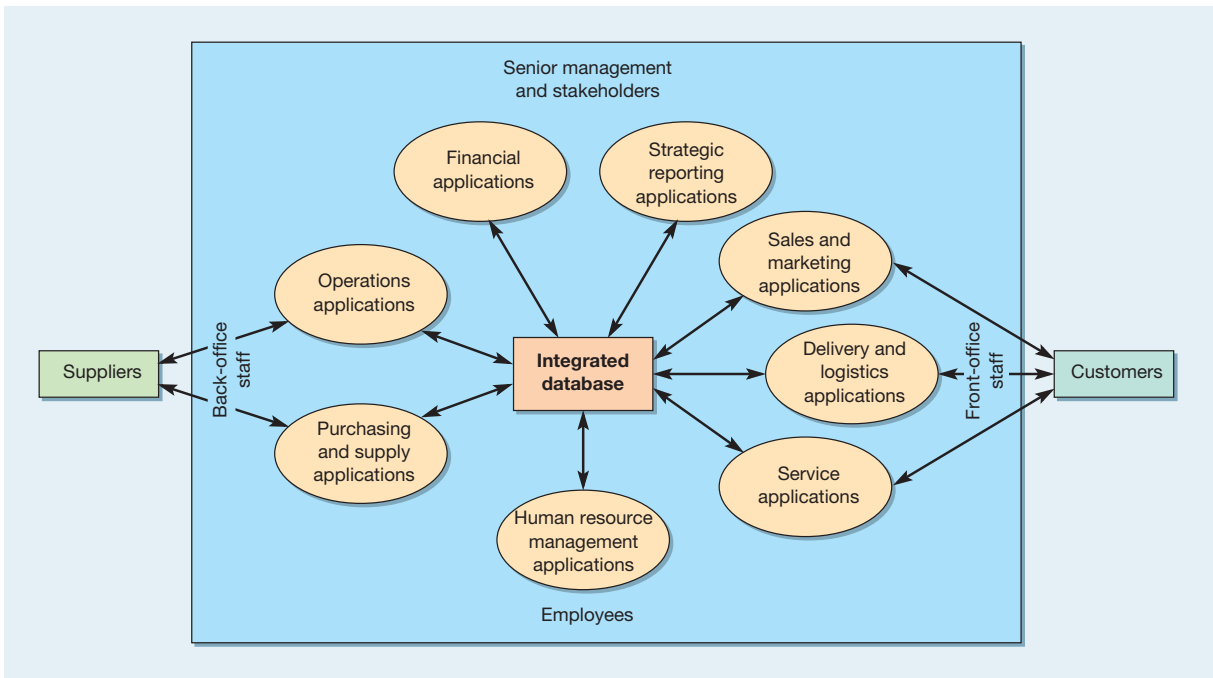 Senior management
and stakeholders
Financial
applications
Strategic
reporting
applications
Sales and
marketing
applications
Operations
applications
Suppliers
Back-office
staff
Integrated
database
Delivery and
logistics
applications
Front-office
staff
Customers
Purchasing
and supply
applications
Service
applications
Human resource
management
applications
Employees